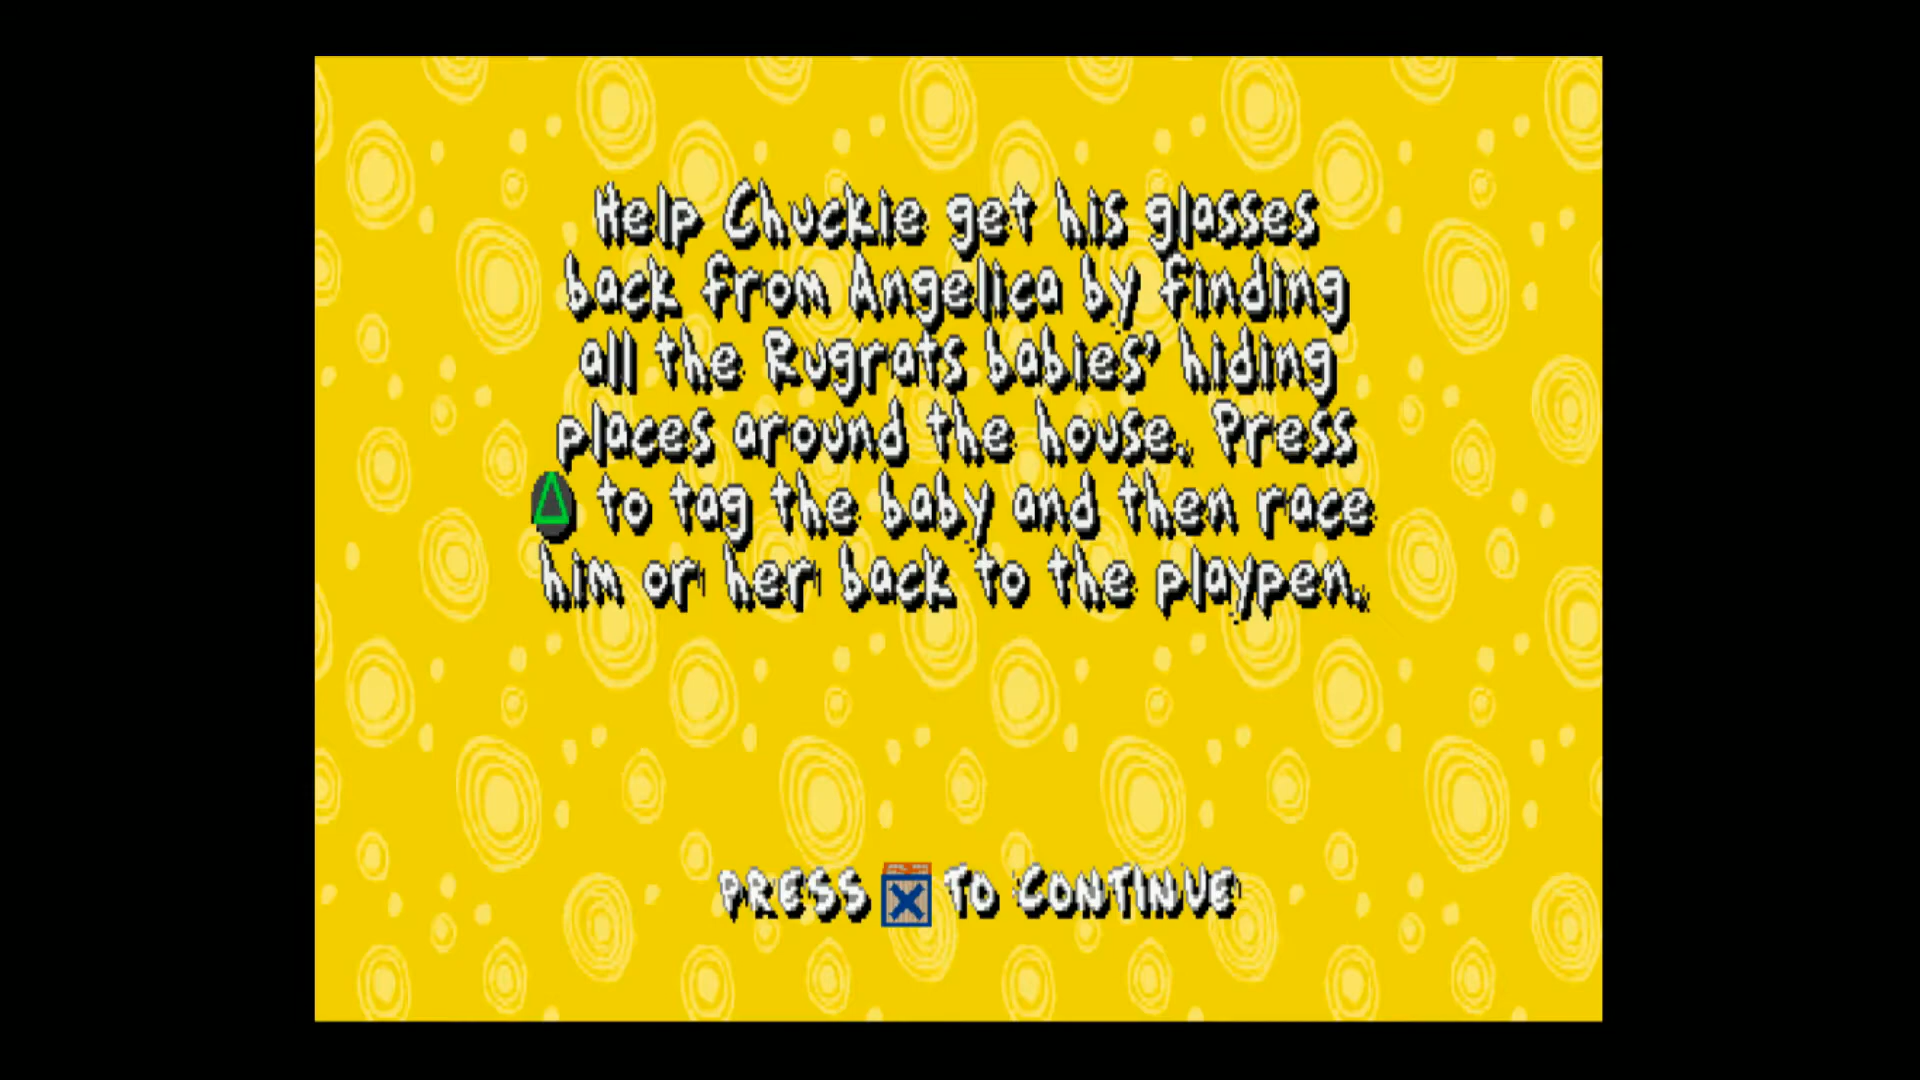 Help Chuckie get his glasses
back from Angelica by finding
all the Rugrats babies' hiding
places around the house. Press
△ to tag the baby and then race
him or her back to the playpen.
PRESS X TO CONTINUE